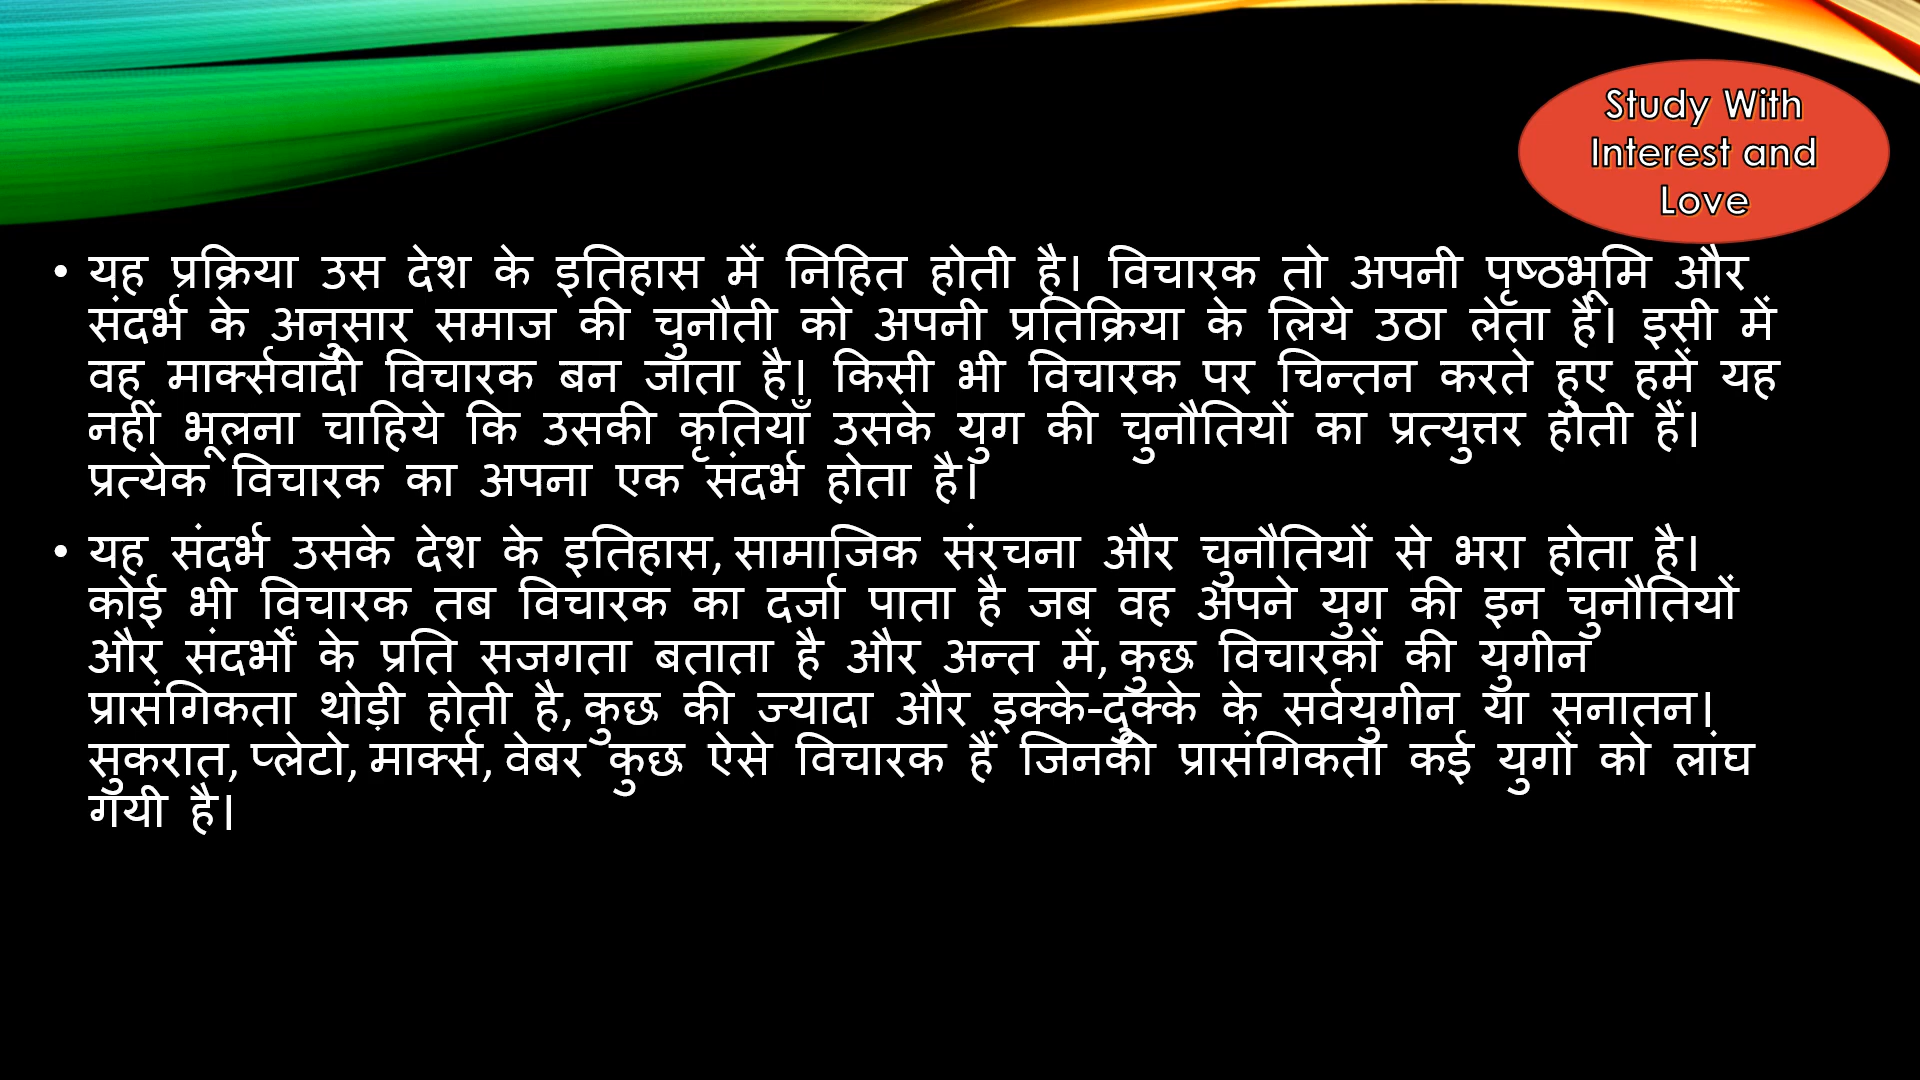 Study With
Interest and
Love
• यह प्रक्रिया उस देश के इतिहास में निहित होती है। विचारक तो अपनी पृष्ठभूमि और
संदर्भ के अनुसार समाज की चुनौती को अपनी प्रतिक्रिया के लिये उठा लेता है। इसी में
वह मार्क्सवादी विचारक बन जाता है। किसी भी विचारक पर चिन्तन करते हुए हमें यह
नहीं भूलना चाहिये कि उसकी कृतियाँ उसके युग की चुनौतियों का प्रत्युत्तर होती हैं।
प्रत्येक विचारक का अपना एक संदर्भ होता है।
• यह संदर्भ उसके देश के इतिहास, सामाजिक संरचना और चुनौतियों से भरा होता है।
कोई भी विचारक तब विचारक का दर्जा पाता है जब वह अपने युग की इन चुनौतियों
और संदर्भों के प्रति सजगता बताता है और अन्त में, कुछ विचारकों की युगीन
प्रासंगिकता थोड़ी होती है, कुछ की ज्यादा और इक्के-दुक्के के सर्वयुगीन या सनातन।
सुकरात, प्लेटो, मार्क्स, वेबर कुछ ऐसे विचारक हैं जिनकी प्रासंगिकता कई युगों को लांघ
गयी है।